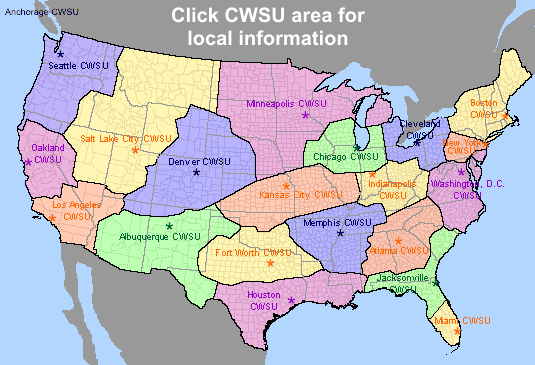 Anchorage CWSU
Click CWSU area for
local information
Seattle CWSU
Minneapolis CWSU
Boston
CWSU
Cleveland
CWSU
New York
CWSU
Oakland
CWSU
Salt Lake City CWSU
Denver CWSU
Chicago CWSU
Indianapolis
CWSU
Washington, D.C.
CWSU
Kansas City CWSU
Los Angeles
CWSU
Albuquerque CWSU
Memphis CWSU
Atlanta CWSU
Fort Worth CWSU
Jacksonville
CWSU
Houston
CWSU
Miami CWSU